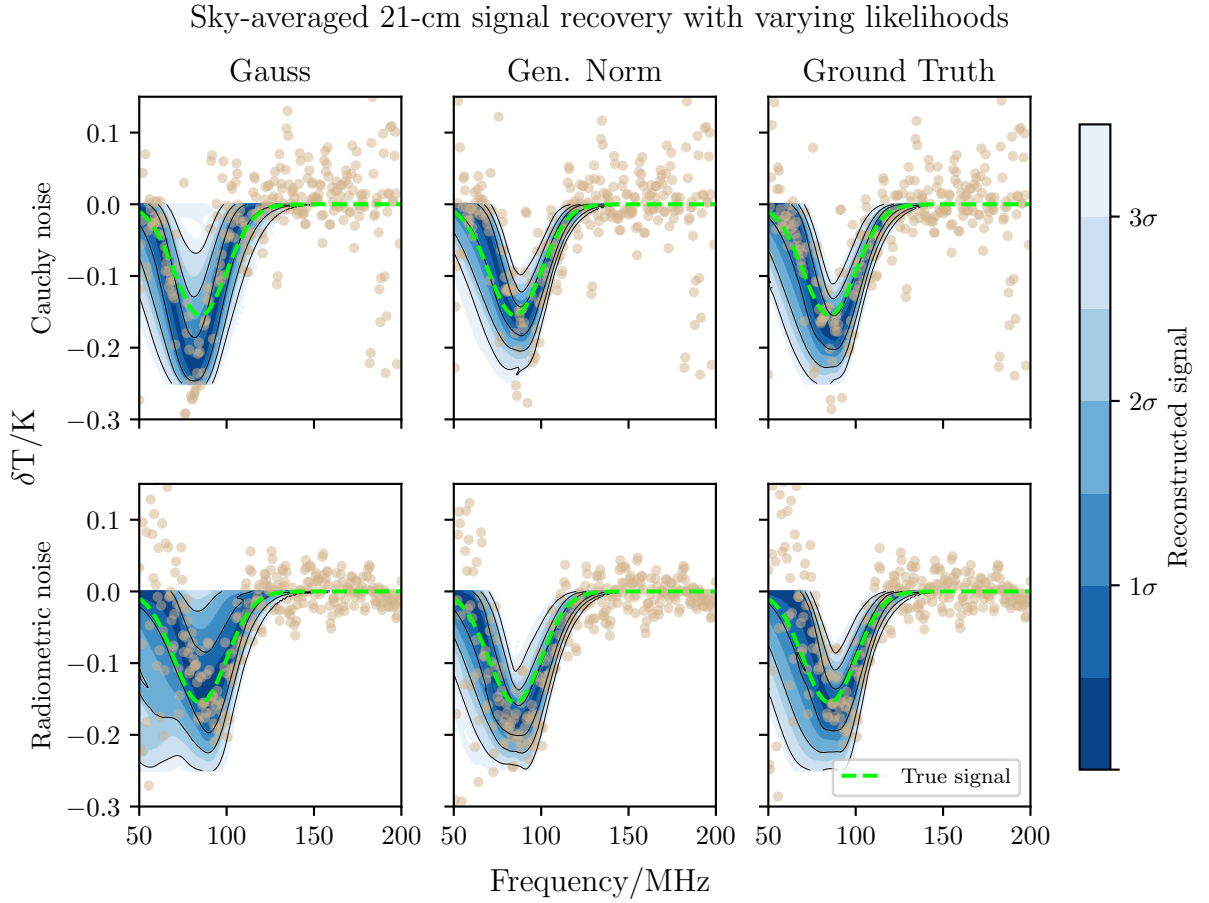 Sky-averaged 21-cm signal recovery with varying likelihoods
Gauss
Gen. Norm
Ground Truth
Cauchy noise
0.1
0.0
−0.1
−0.2
−0.3
δT/K
Radiometric noise
0.1
0.0
−0.1
−0.2
−0.3
50 100 150 200
50 100 150 200
50 100 150 200
True signal
Frequency/MHz
3σ
2σ
1σ
Reconstructed signal